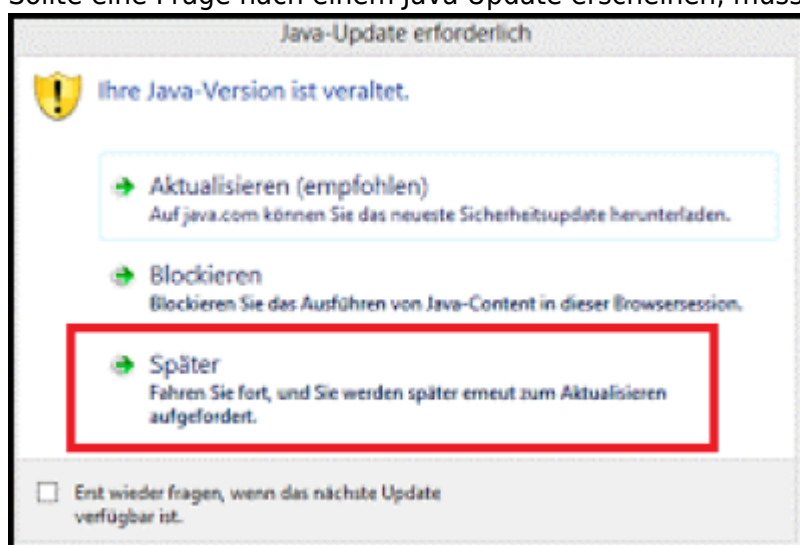 Sollte eine Frage nach einem Java Update erscheinen, muss
Java-Update erforderlich
Ihre Java-Version ist veraltet.
Aktualisieren (empfohlen)
Auf java.com können Sie das neueste Sicherheitsupdate herunterladen.
Blockieren
Blockieren Sie das Ausführen von Java-Content in dieser Browsersession.
Später
Fahren Sie fort, und Sie werden später erneut zum Aktualisieren
aufgefordert.
Erst wieder fragen, wenn das nächste Update
verfügbar ist.